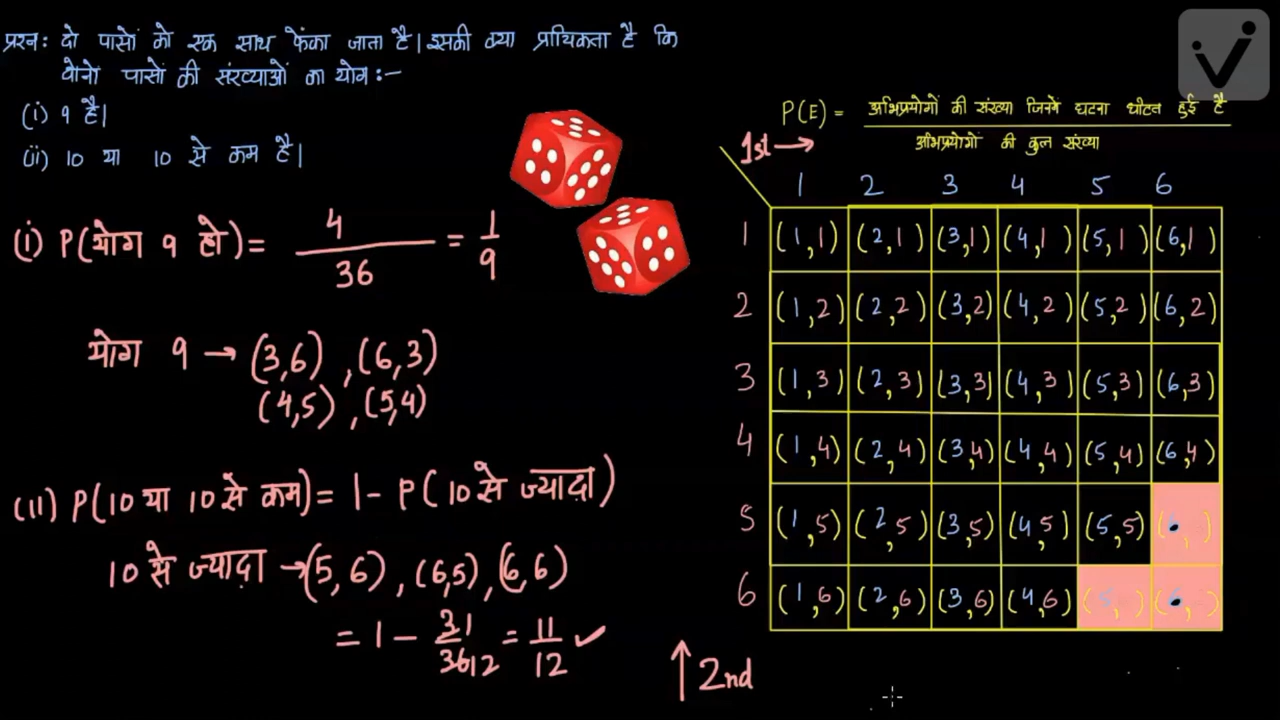 प्रश्न: दो पासों को एक साथ फेंका जाता है। इसकी क्या प्रायिकता है कि
दोनो पासों की संख्याओं का योग :-
(i) 9 है।
(ii) 10 या 10 से कम है।
(i) P(योग 9 हो) = 4/36 = 1/9
योग 9 → (3,6), (6,3)
(4,5), (5,4)
(ii) P(10 या 10 से कम) = 1 - P(10 से ज्यादा)
10 से ज्यादा → (5,6), (6,5), (6,6)
= 1 - 31/3612 = 11/12 ✓
P(E) = अभिप्रयोगों की संख्या जिनमें घटना घटित हुई है
अभिप्रयोगों की कुल संख्या
1st →
1 2 3 4 5 6
1 (1,1) (2,1) (3,1) (4,1) (5,1) (6,1)
2 (1,2) (2,2) (3,2) (4,2) (5,2) (6,2)
3 (1,3) (2,3) (3,3) (4,3) (5,3) (6,3)
4 (1,4) (2,4) (3,4) (4,4) (5,4) (6,4)
5 (1,5) (2,5) (3,5) (4,5) (5,5)
6 (1,6) (2,6) (3,6) (4,6)
↑ 2nd